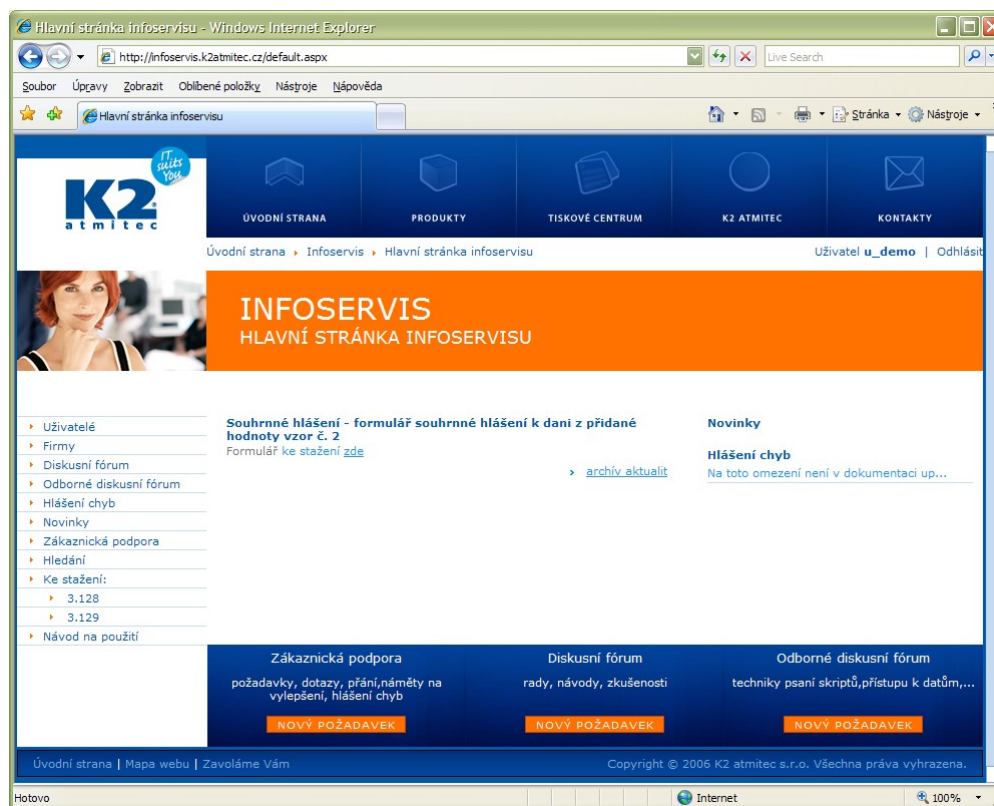 Hlavní stránka infoservisu - Windows Internet Explorer
http://infoservis.k2atmitec.cz/default.aspx
Live Search
Soubor Úpravy Zobrazit Oblíbené položky Nástroje Nápověda
Hlavní stránka infoservisu
Stránka Nástroje
IT suits You
K2
atmitec
ÚVODNÍ STRANA PRODUKTY TISKOVÉ CENTRUM K2 ATMITEC KONTAKTY
Úvodní strana Infoservis Hlavní stránka infoservisu
Uživatel u_demo | Odhlásit
INFOSERVIS
HLAVNÍ STRÁNKA INFOSERVISU
Uživatelé
Firmy
Diskusní fórum
Odborné diskusní fórum
Hlášení chyb
Novinky
Zákaznická podpora
Hledání
Ke stažení:
3.128
3.129
Návod na použití
Souhrnné hlášení - formulář souhrnné hlášení k dani z přidané
hodnoty vzor č. 2
Formulář ke stažení zde
archív aktualit
Novinky
Hlášení chyb
Na toto omezení není v dokumentaci up...
Zákaznická podpora
požadavky, dotazy, přání,náměty na
vylepšení, hlášení chyb
NOVÝ POŽADAVEK
Diskusní fórum
rady, návody, zkušenosti
NOVÝ POŽADAVEK
Odborné diskusní fórum
techniky psaní skriptů,přístupu k datům,...
NOVÝ POŽADAVEK
Úvodní strana | Mapa webu | Zavoláme Vám
Copyright © 2006 K2 atmitec s.r.o. Všechna práva vyhrazena.
Hotovo
Internet
100%